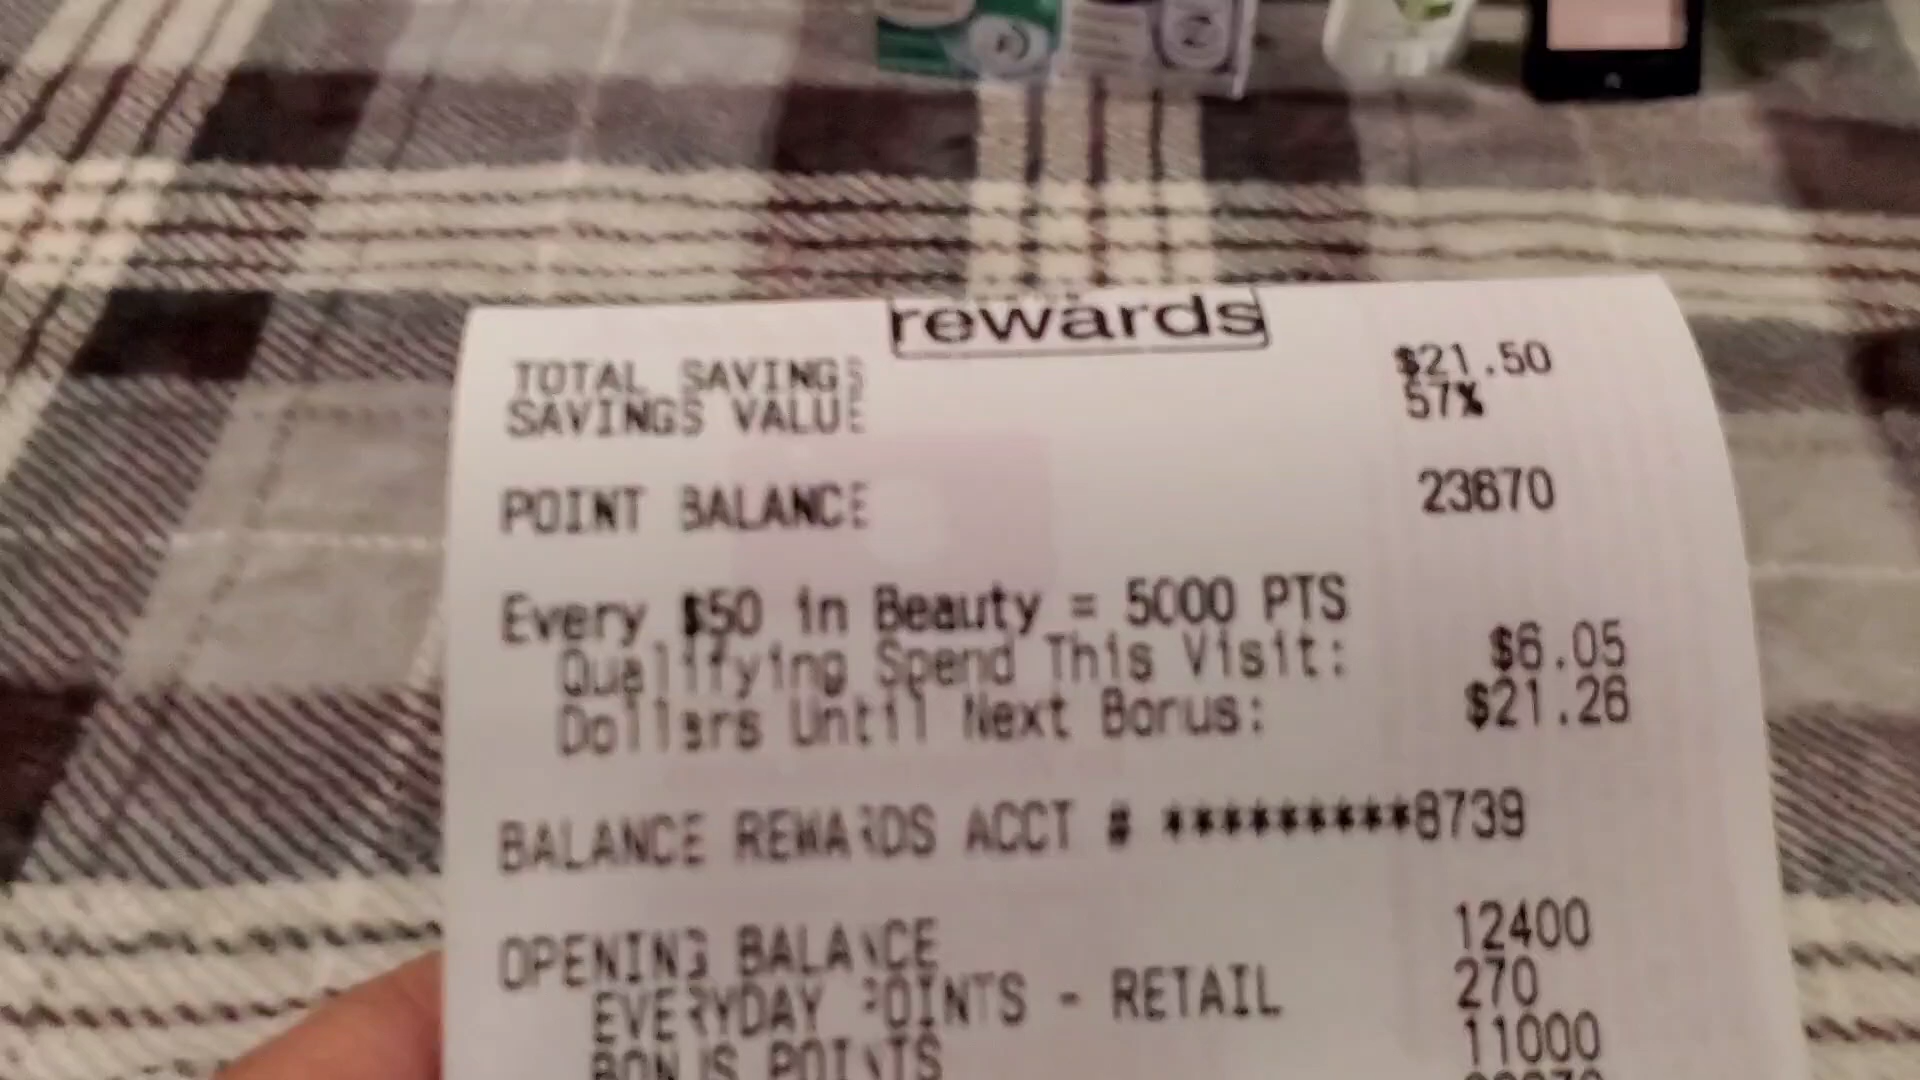 rewards
TOTAL SAVINGS $21.50
SAVINGS VALUE 57%
POINT BALANCE 23670
Every $50 in Beauty = 5000 PTS
Qualifying Spend This Visit: $6.05
Dollars Until Next Bonus: $21.26
BALANCE REWARDS ACCT # *********8739
OPENING BALANCE 12400
EVERYDAY POINTS - RETAIL 270
BONUS POINTS 11000